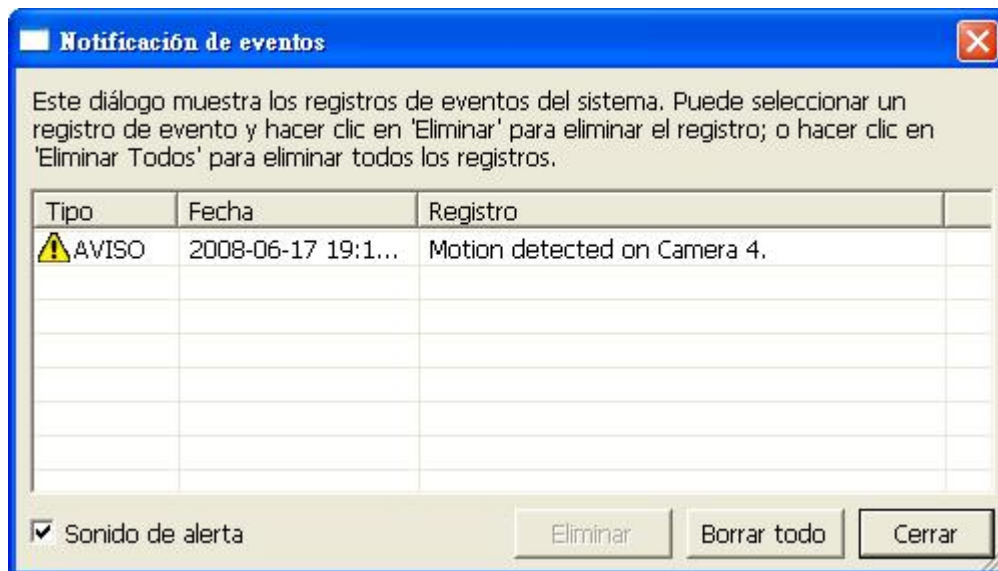 Notificación de eventos
Este diálogo muestra los registros de eventos del sistema. Puede seleccionar un
registro de evento y hacer clic en 'Eliminar' para eliminar el registro; o hacer clic en
'Eliminar Todos' para eliminar todos los registros.
Tipo Fecha Registro
AVISO 2008-06-17 19:1... Motion detected on Camera 4.
Sonido de alerta Eliminar Borrar todo Cerrar